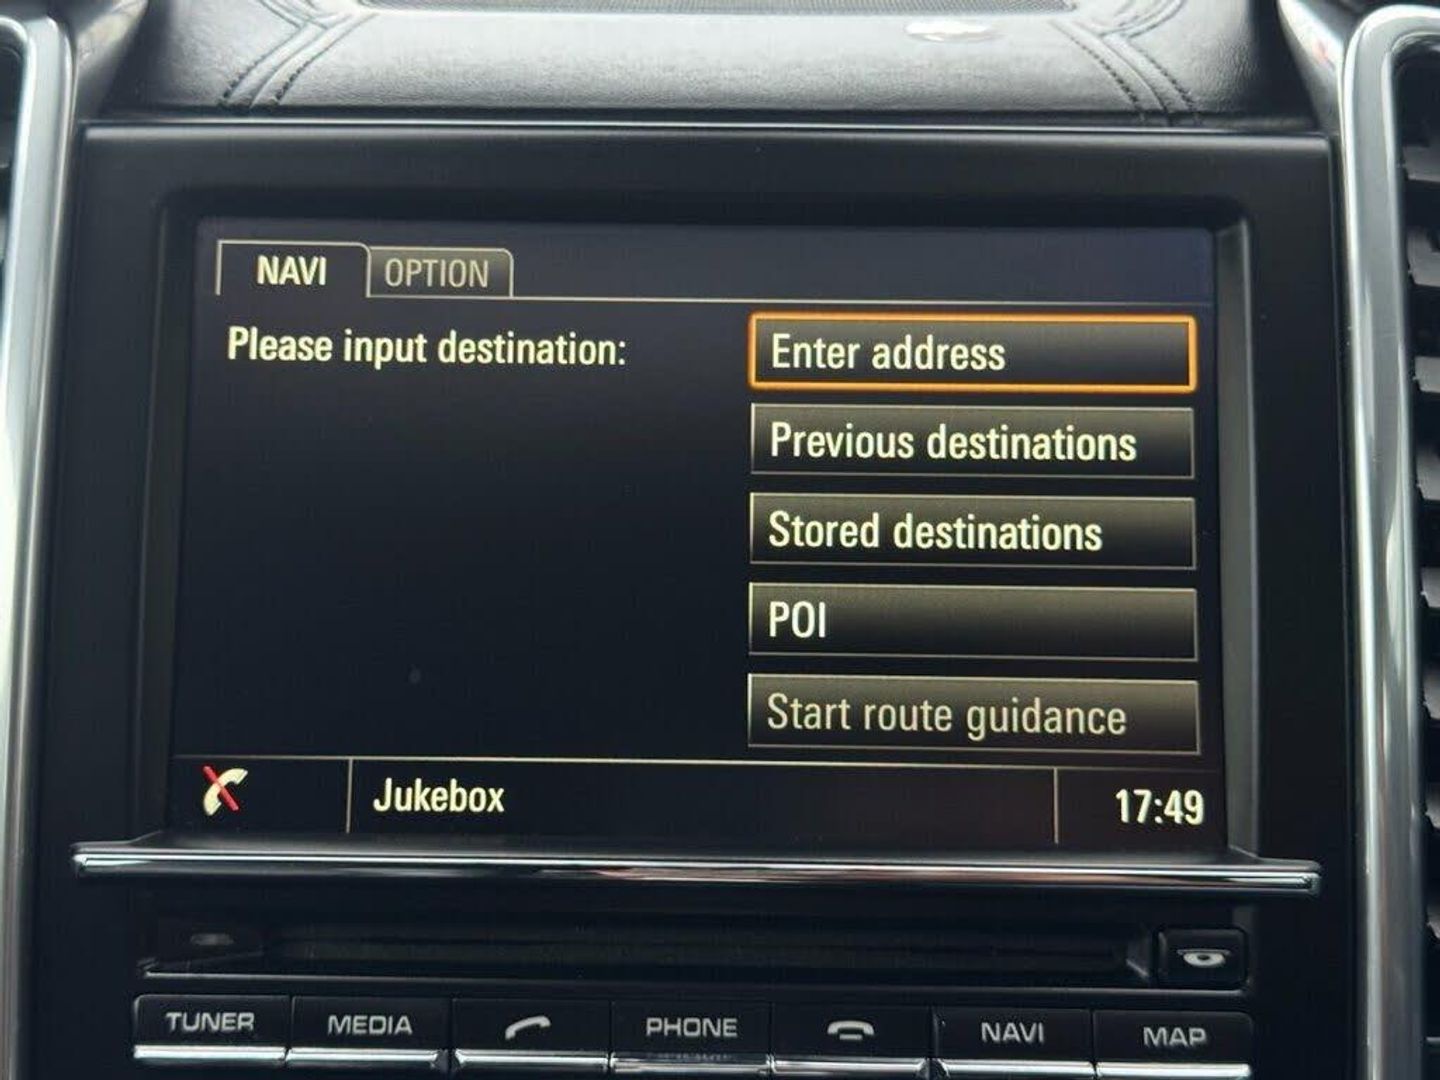 NAVI OPTION
Please input destination:
Enter address
Previous destinations
Stored destinations
POI
Start route guidance
Jukebox 17:49
TUNER MEDIA PHONE NAVI MAP